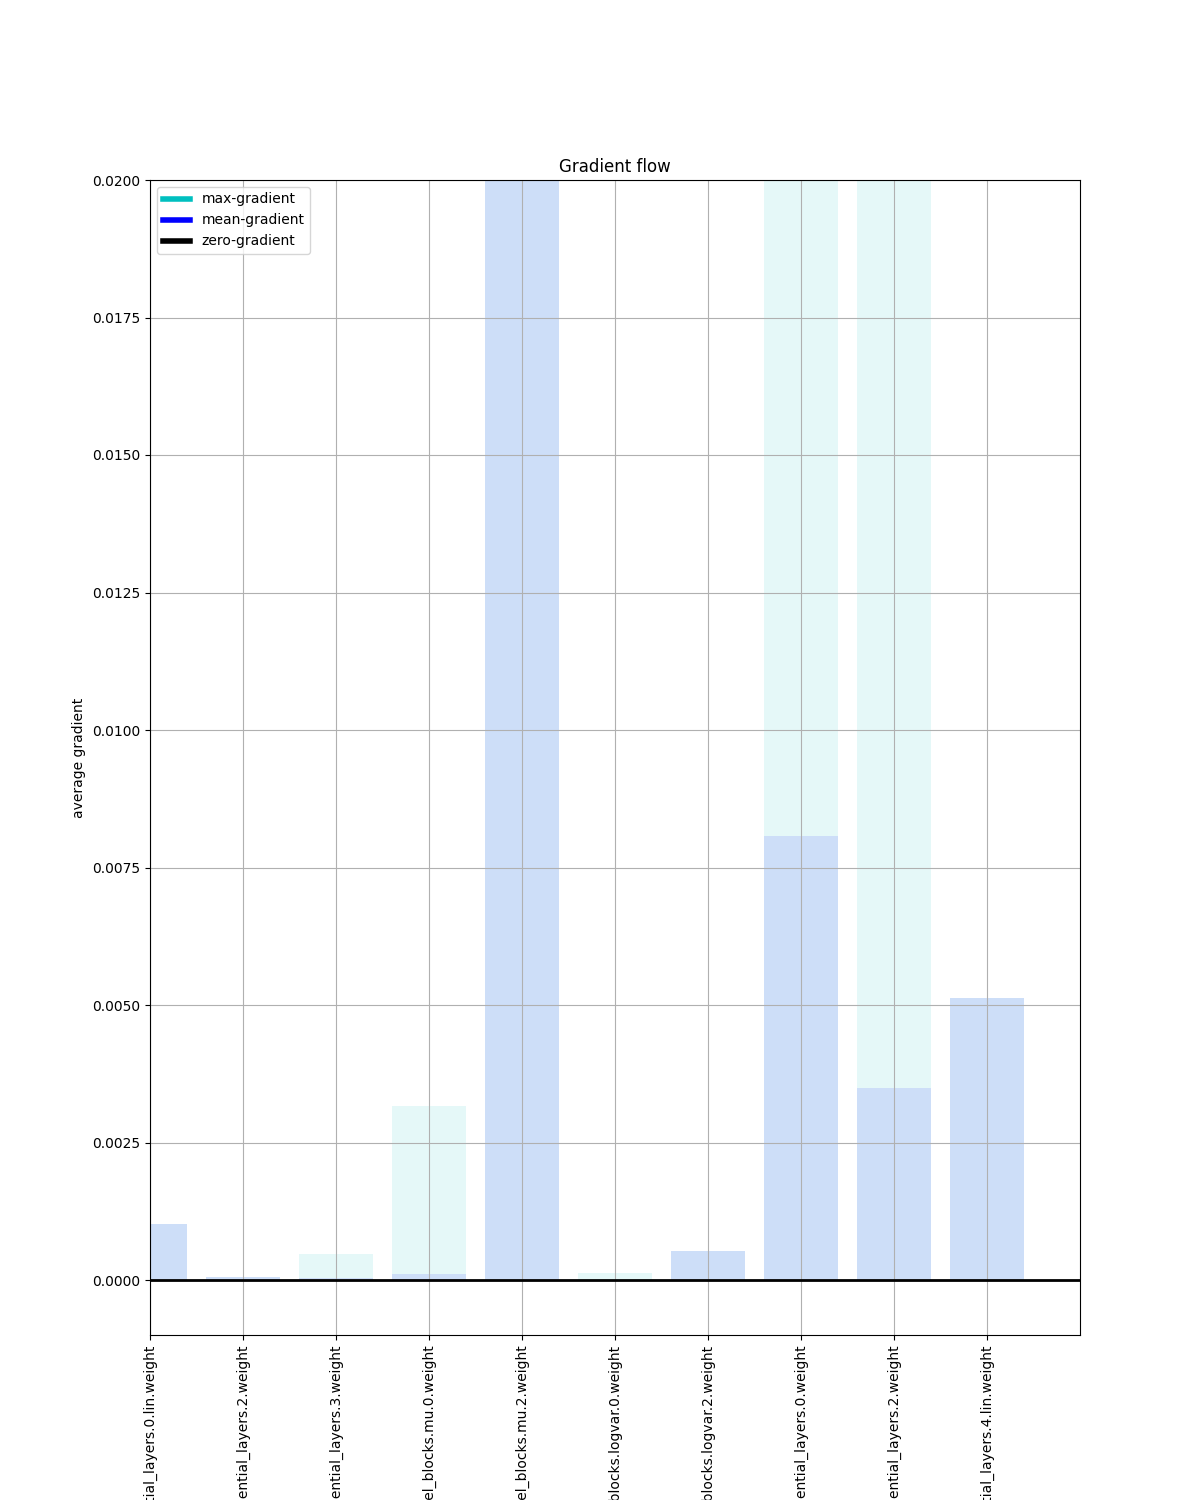 Gradient flow
max-gradient
mean-gradient
zero-gradient
0.0200
0.0175
0.0150
0.0125
0.0100
0.0075
0.0050
0.0025
0.0000
average gradient
tial_layers.0.lin.weight
ential_layers.2.weight
ential_layers.3.weight
el_blocks.mu.0.weight
el_blocks.mu.2.weight
blocks.logvar.0.weight
blocks.logvar.2.weight
ential_layers.0.weight
ential_layers.2.weight
tial_layers.4.lin.weight